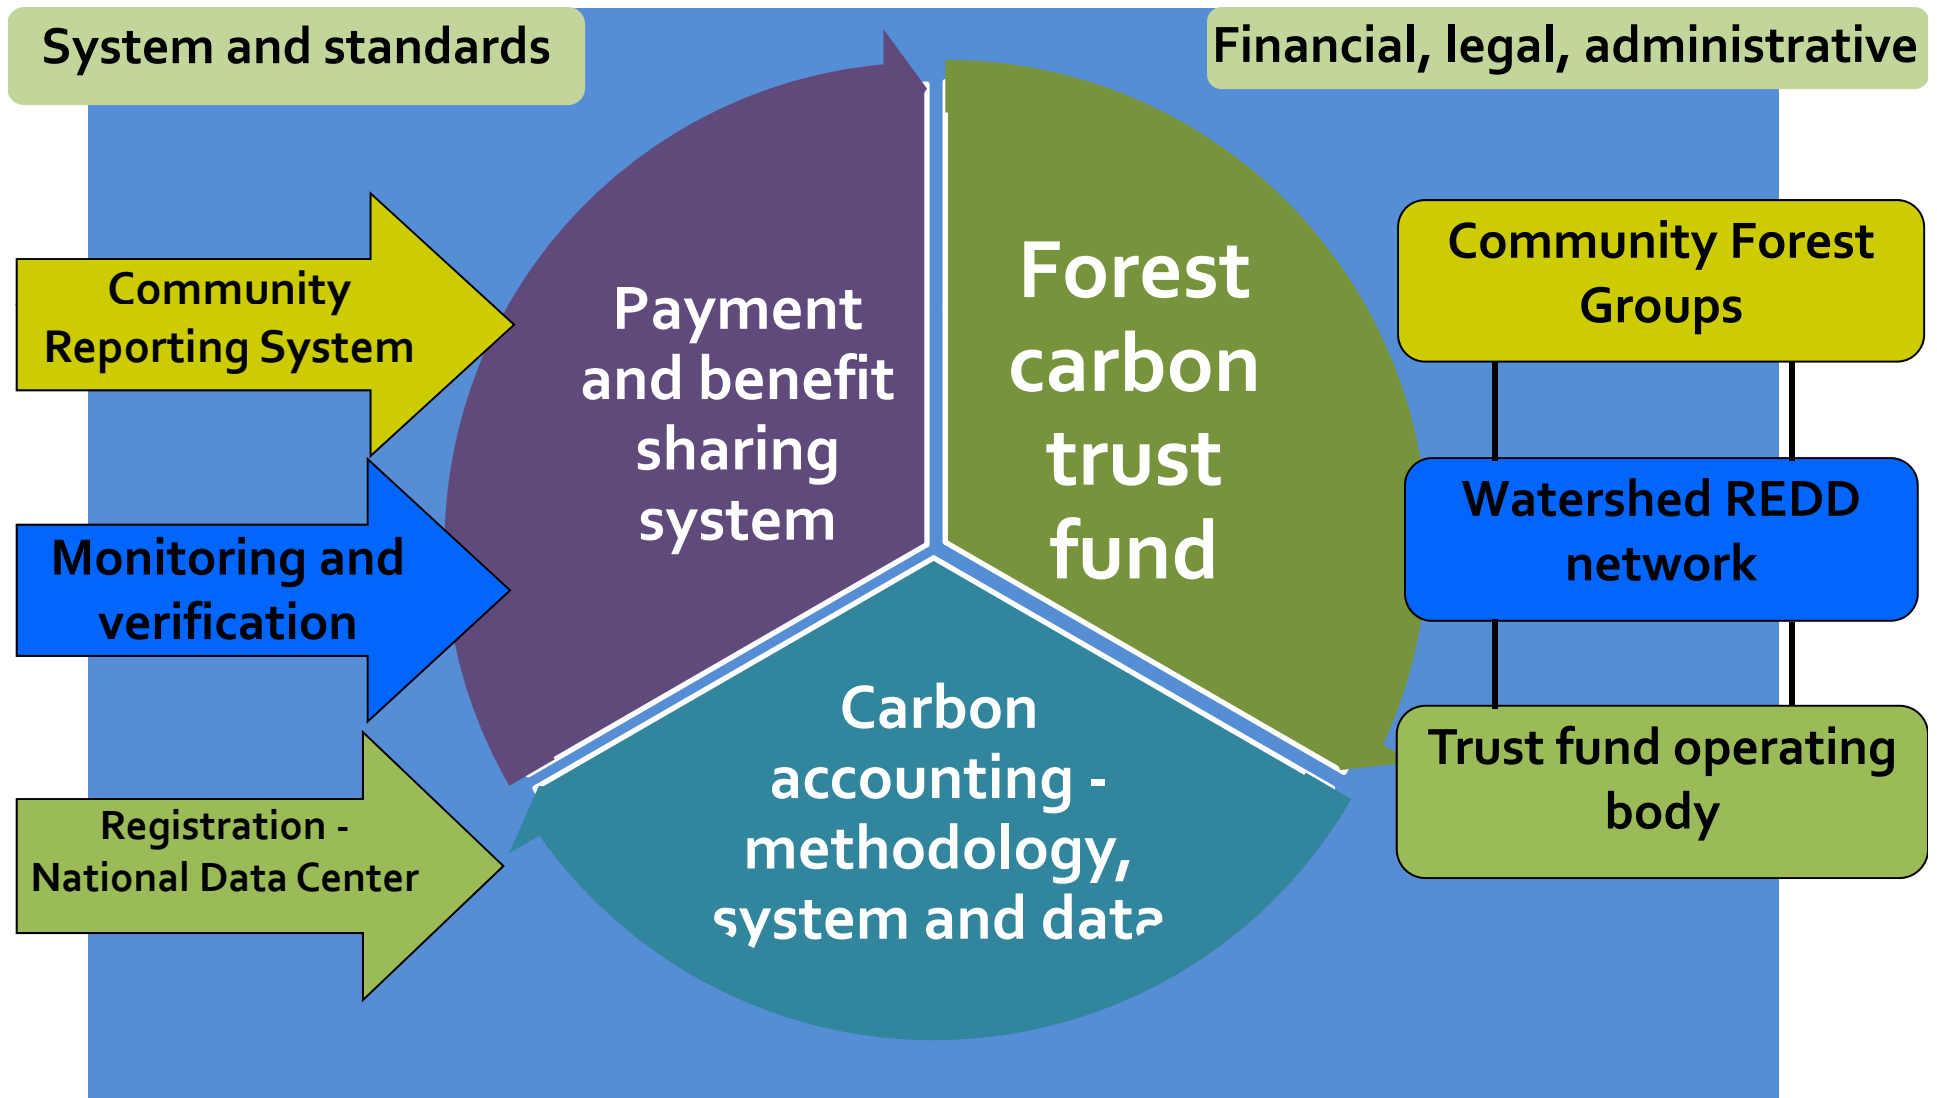 System and standards
Financial, legal, administrative
Community
Reporting System
Monitoring and
verification
Registration -
National Data Center
Payment
and benefit
sharing
system
Forest
carbon
trust
fund
Carbon
accounting -
methodology,
system and data
Community Forest
Groups
Watershed REDD
network
Trust fund operating
body